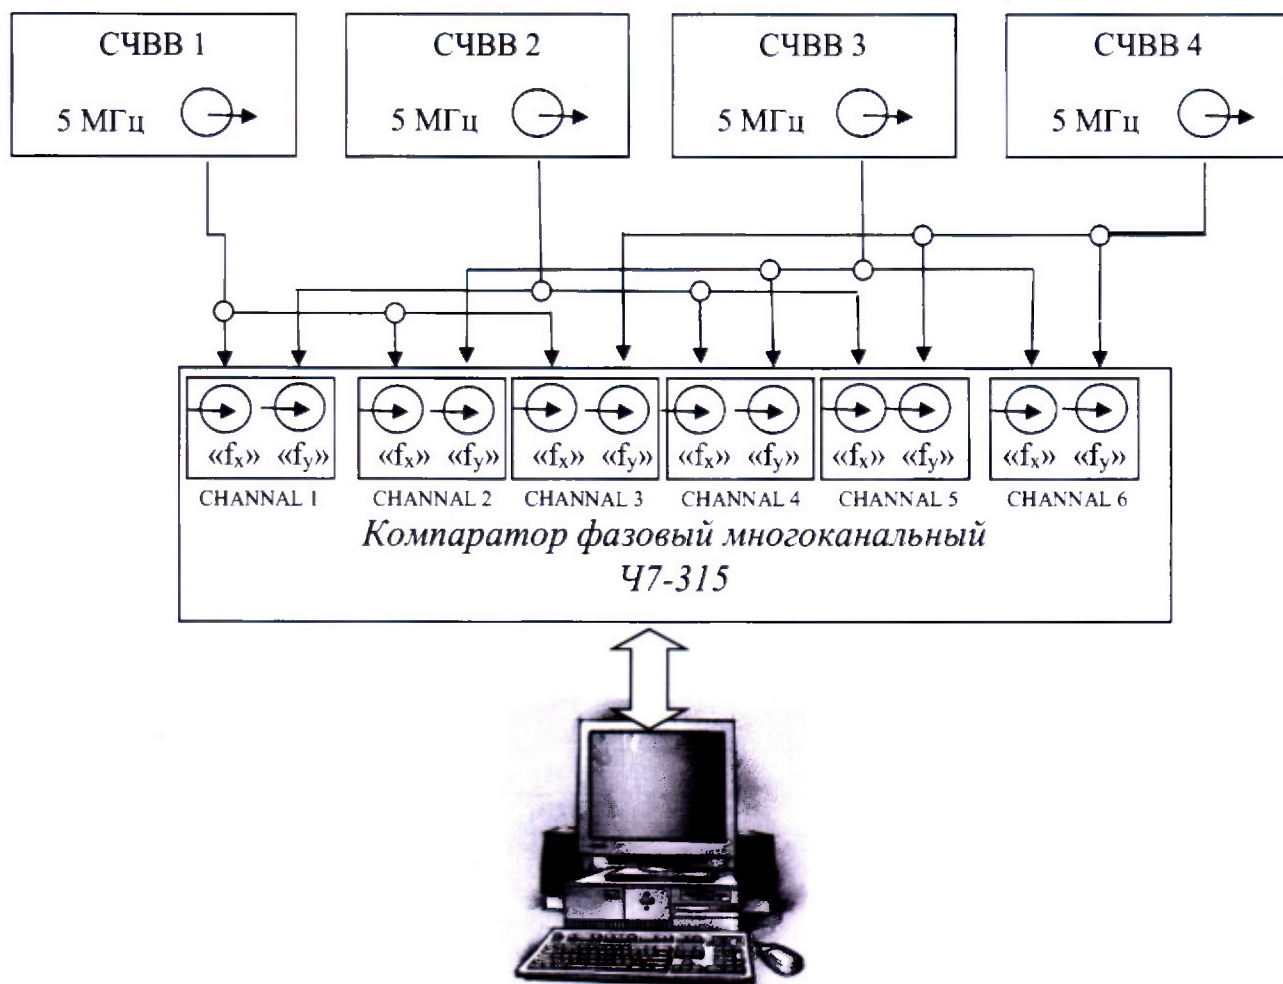 СЧВВ 1 СЧВВ 2 СЧВВ 3 СЧВВ 4
5 МГц 5 МГц 5 МГц 5 МГц
«fx» «fy» «fx» «fy» «fx» «fy» «fx» «fy» «fx» «fy» «fx» «fy»
CHANNAL 1 CHANNAL 2 CHANNAL 3 CHANNAL 4 CHANNAL 5 CHANNAL 6
Компаратор фазовый многоканальный
Ч7-315